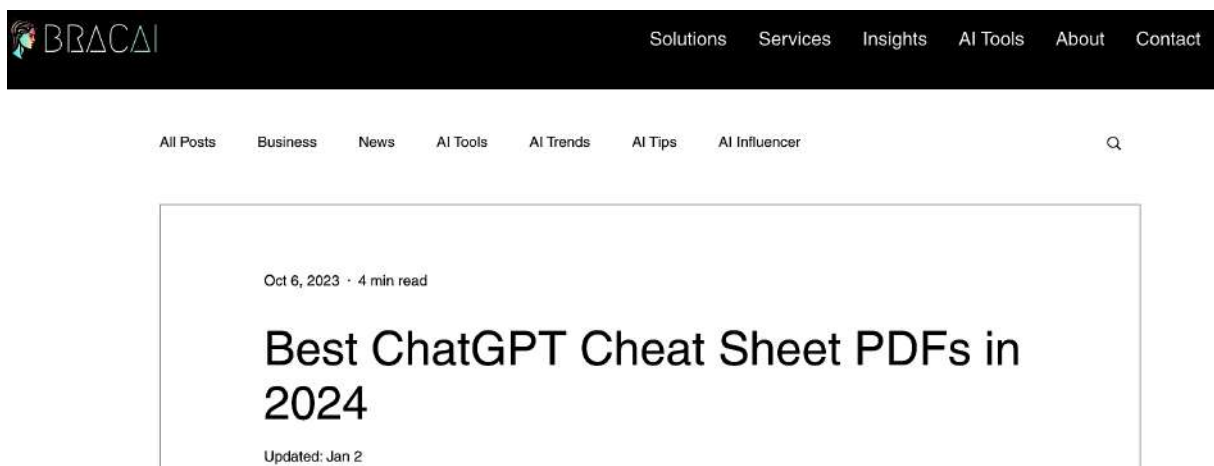 BRACAI
Solutions Services Insights AI Tools About Contact
All Posts Business News AI Tools AI Trends AI Tips AI Influencer
Oct 6, 2023 · 4 min read
Best ChatGPT Cheat Sheet PDFs in
2024
Updated: Jan 2